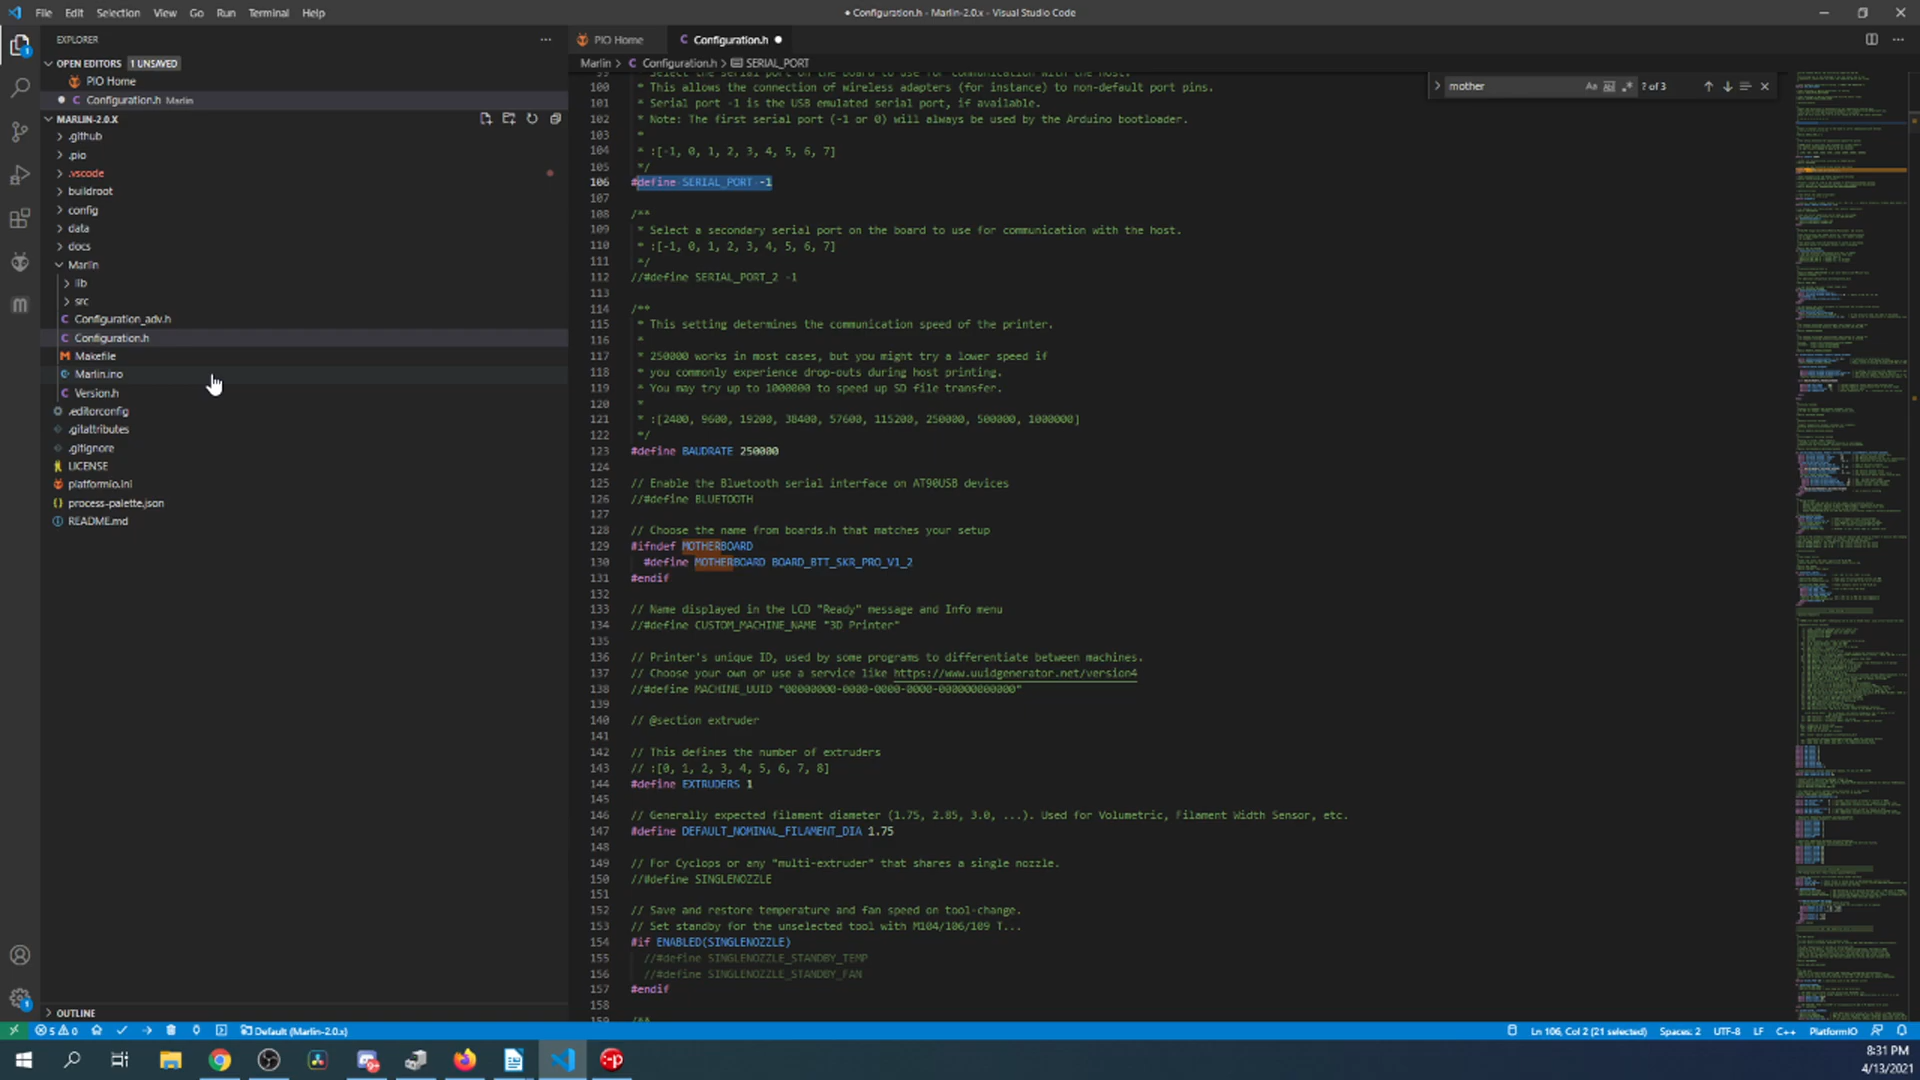 File Edit Selection View Go Run Terminal Help
● Configuration.h - Marlin-2.0.x - Visual Studio Code
EXPLORER
OPEN EDITORS 1 UNSAVED
PIO Home
Configuration.h Marlin
MARLIN-2.0.X
.github
.pio
.vscode
buildroot
config
data
docs
Marlin
lib
src
Configuration_adv.h
Configuration.h
Makefile
Marlin.ino
Version.h
.editorconfig
.gitattributes
.gitignore
LICENSE
platformio.ini
process-palette.json
README.md
OUTLINE
PIO Home
Configuration.h
Marlin > Configuration.h > SERIAL_PORT
mother
? of 3
99 * Select the serial port on the board to use for communication with the host.
100 * This allows the connection of wireless adapters (for instance) to non-default port pins.
101 * Serial port -1 is the USB emulated serial port, if available.
102 * Note: The first serial port (-1 or 0) will always be used by the Arduino bootloader.
103 *
104 * :[-1, 0, 1, 2, 3, 4, 5, 6, 7]
105 */
106 #define SERIAL_PORT -1
107
108 /**
109 * Select a secondary serial port on the board to use for communication with the host.
110 * :[-1, 0, 1, 2, 3, 4, 5, 6, 7]
111 */
112 //#define SERIAL_PORT_2 -1
113
114 /**
115 * This setting determines the communication speed of the printer.
116 *
117 * 250000 works in most cases, but you might try a lower speed if
118 * you commonly experience drop-outs during host printing.
119 * You may try up to 1000000 to speed up SD file transfer.
120 *
121 * :[2400, 9600, 19200, 38400, 57600, 115200, 250000, 500000, 1000000]
122 */
123 #define BAUDRATE 250000
124
125 // Enable the Bluetooth serial interface on AT90USB devices
126 //#define BLUETOOTH
127
128 // Choose the name from boards.h that matches your setup
129 #ifndef MOTHERBOARD
130 #define MOTHERBOARD BOARD_BTT_SKR_PRO_V1_2
131 #endif
132
133 // Name displayed in the LCD "Ready" message and Info menu
134 //#define CUSTOM_MACHINE_NAME "3D Printer"
135
136 // Printer's unique ID, used by some programs to differentiate between machines.
137 // Choose your own or use a service like https://www.uuidgenerator.net/version4
138 //#define MACHINE_UUID "00000000-0000-0000-0000-000000000000"
139
140 // @section extruder
141
142 // This defines the number of extruders
143 // :[0, 1, 2, 3, 4, 5, 6, 7, 8]
144 #define EXTRUDERS 1
145
146 // Generally expected filament diameter (1.75, 2.85, 3.0, ...). Used for Volumetric, Filament Width Sensor, etc.
147 #define DEFAULT_NOMINAL_FILAMENT_DIA 1.75
148
149 // For Cyclops or any "multi-extruder" that shares a single nozzle.
150 //#define SINGLENOZZLE
151
152 // Save and restore temperature and fan speed on tool-change.
153 // Set standby for the unselected tool with M104/106/109 T...
154 #if ENABLED(SINGLENOZZLE)
155 //#define SINGLENOZZLE_STANDBY_TEMP
156 //#define SINGLENOZZLE_STANDBY_FAN
157 #endif
158
159 /**
5 0 Default (Marlin-2.0.x)
Ln 106, Col 2 (21 selected) Spaces: 2 UTF-8 LF C++ PlatformIO
8:31 PM
4/13/2021